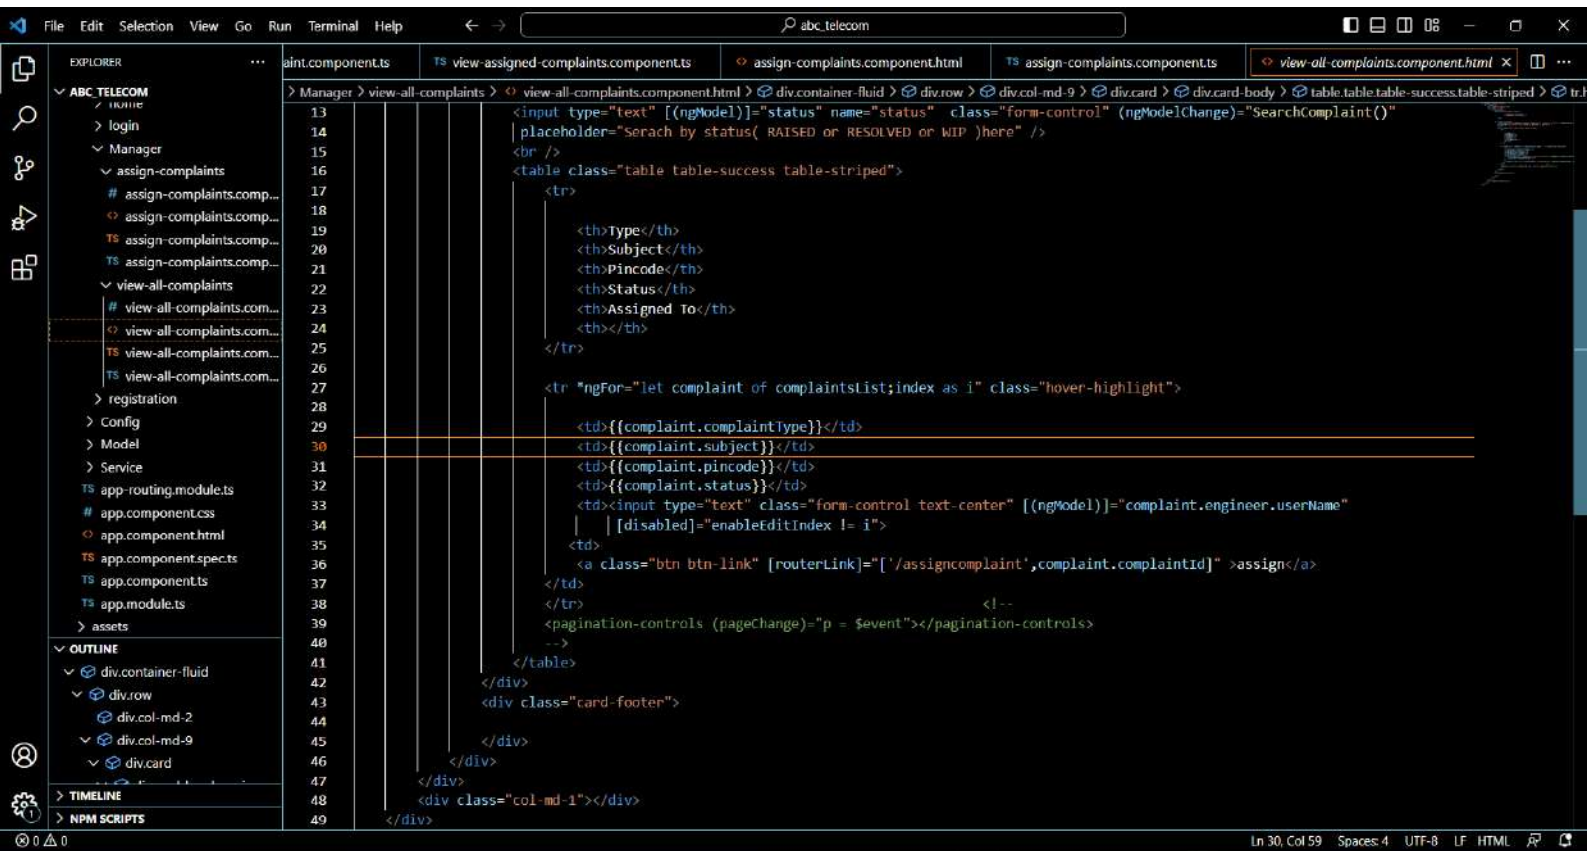 File Edit Selection View Go Run Terminal Help
abc_telecom
EXPLORER
aint.component.ts
TS view-assigned-complaints.component.ts
<> assign-complaints.component.html
TS assign-complaints.component.ts
<> view-all-complaints.component.html
ABC_TELECOM
> Manager > view-all-complaints > <> view-all-complaints.component.html > div.container-fluid > div.row > div.col-md-9 > div.card > div.card-body > table.table.table-success.table-striped > tr.h
home
> login
Manager
assign-complaints
# assign-complaints.comp...
<> assign-complaints.comp...
TS assign-complaints.comp...
TS assign-complaints.comp...
view-all-complaints
# view-all-complaints.com...
<> view-all-complaints.com...
TS view-all-complaints.com...
TS view-all-complaints.com...
> registration
> Config
> Model
> Service
TS app-routing.module.ts
# app.component.css
<> app.component.html
TS app.component.spec.ts
TS app.component.ts
TS app.module.ts
> assets
OUTLINE
div.container-fluid
div.row
div.col-md-2
div.col-md-9
div.card
> TIMELINE
> NPM SCRIPTS
13 <input type="text" [(ngModel)]="status" name="status" class="form-control" (ngModelChange)="SearchComplaint()"
14 placeholder="Serach by status( RAISED or RESOLVED or WIP )here" />
15 <br />
16 <table class="table table-success table-striped">
17 <tr>
18
19 <th>Type</th>
20 <th>Subject</th>
21 <th>Pincode</th>
22 <th>Status</th>
23 <th>Assigned To</th>
24 <th></th>
25 </tr>
26
27 <tr *ngFor="let complaint of complaintsList;index as i" class="hover-highlight">
28
29 <td>{{complaint.complaintType}}</td>
30 <td>{{complaint.subject}}</td>
31 <td>{{complaint.pincode}}</td>
32 <td>{{complaint.status}}</td>
33 <td><input type="text" class="form-control text-center" [(ngModel)]="complaint.engineer.userName"
34 [disabled]="enableEditIndex != i">
35 <td>
36 <a class="btn btn-link" [routerLink]="['/assigncomplaint',complaint.complaintId]" >assign</a>
37 </td>
38 </tr> <!--
39 <pagination-controls (pageChange)="p = $event"></pagination-controls>
40 -->
41 </table>
42 </div>
43 <div class="card-footer">
44
45 </div>
46 </div>
47 </div>
48 <div class="col-md-1"></div>
49 </div>
1
0 0
Ln 30, Col 59 Spaces: 4 UTF-8 LF HTML